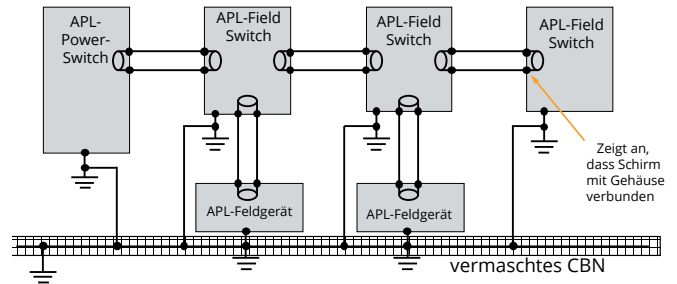 APL-
Power-
Switch
APL-Field
Switch
APL-Field
Switch
APL-Field
Switch
Zeigt an,
dass Schirm
mit Gehäuse
verbunden
APL-Feldgerät
APL-Feldgerät
vermaschtes CBN